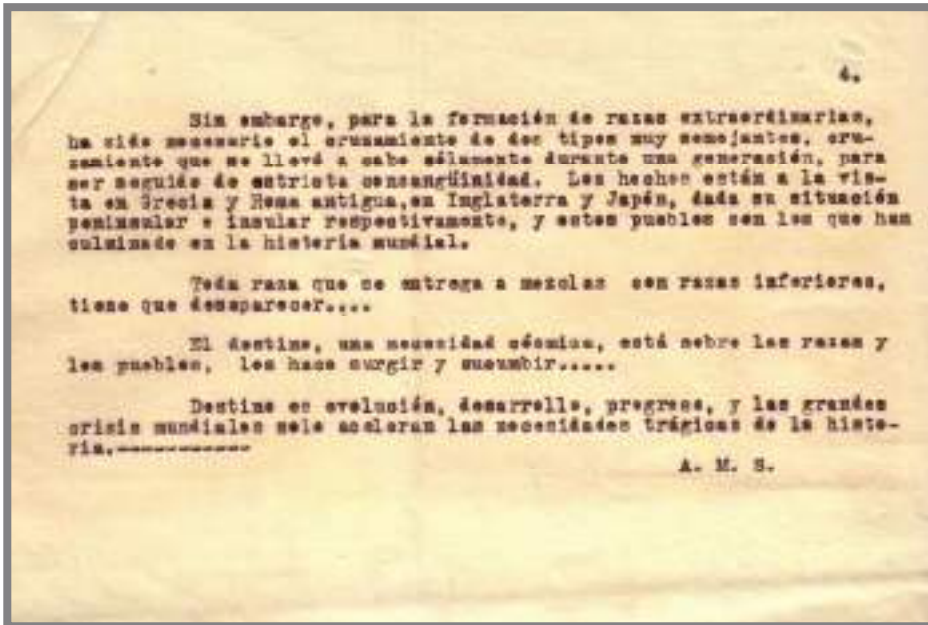 4.
Sin embargo, para la formación de razas extraordinarias,
ha sido necesario el cruzamiento de dos tipos muy semejantes, cru-
zamiento que se llevó a cabo sólamente durante una generación, para
ser seguido de estricta consangüinidad. Los hechos están a la vis-
ta en Grecia y Roma antigua, en Inglaterra y Japón, dada su situación
peninsular e insular respectivamente, y estos pueblos son los que han
culminado en la historia mundial.
Toda raza que se entrega a mezclas con razas inferiores,
tiene que desaparecer....
El destino, una necesidad cósmica, está sobre las razas y
los pueblos, los hace surgir y sucumbir.....
Destino es evolución, desarrollo, progreso, y las grandes
crisis mundiales solo aceleran las necesidades trágicas de la histo-
ria.-----------
A. M. S.